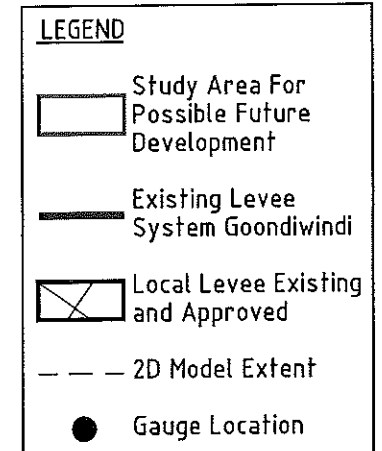 LEGEND
Study Area For
Possible Future
Development
Existing Levee
System Goondiwindi
Local Levee Existing
and Approved
2D Model Extent
Gauge Location